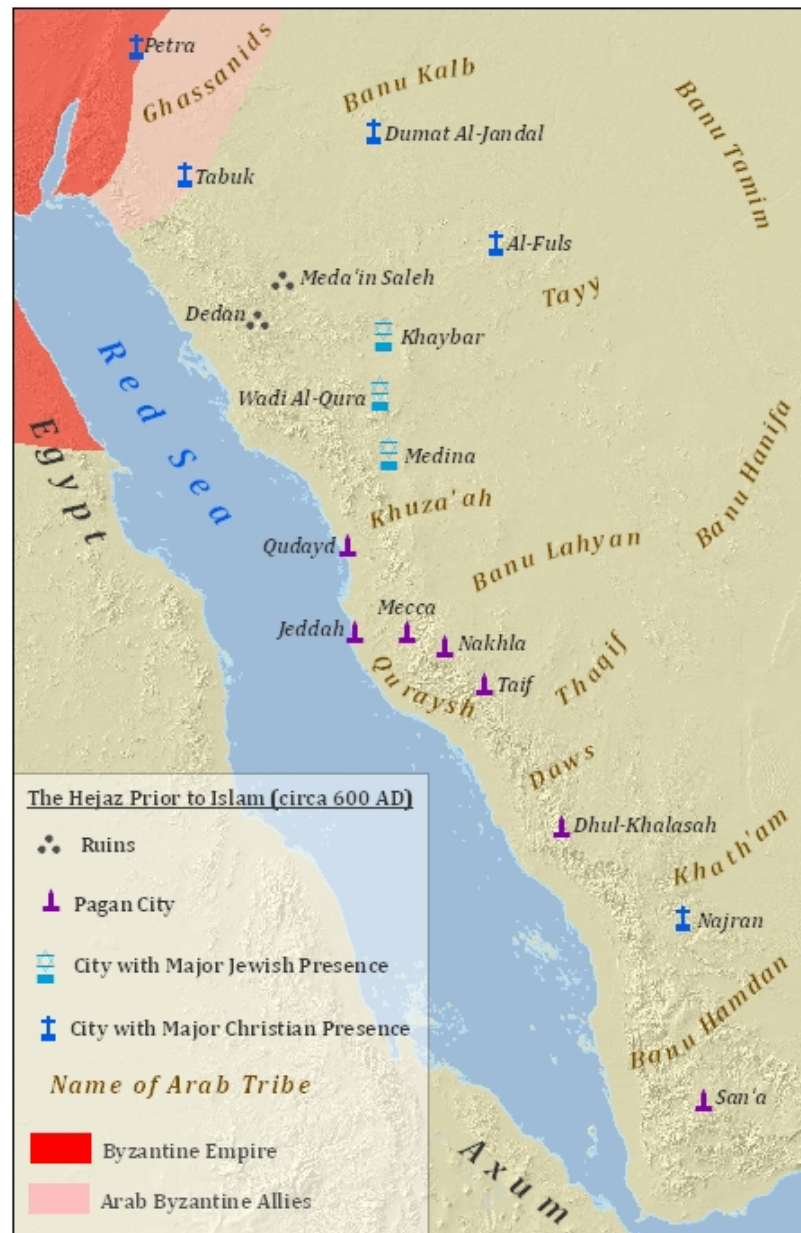 Petra
Ghassanids
Banu Kalb
Dumat Al-Jandal
Banu Tamim
Tabuk
Al-Fuls
Tayy
Meda'in Saleh
Dedan
Khaybar
Wadi Al-Qura
Medina
Red Sea
Egypt
Banu Hanifa
Khuza'ah
Qudayd
Banu Lahyan
Mecca
Jeddah
Nakhla
Quraysh
Taif
Thaqif
Daws
Dhul-Khalasah
Khath'am
Najran
Banu Hamdan
San'a
Axum
The Hejaz Prior to Islam (circa 600 AD)
Ruins
Pagan City
City with Major Jewish Presence
City with Major Christian Presence
Name of Arab Tribe
Byzantine Empire
Arab Byzantine Allies